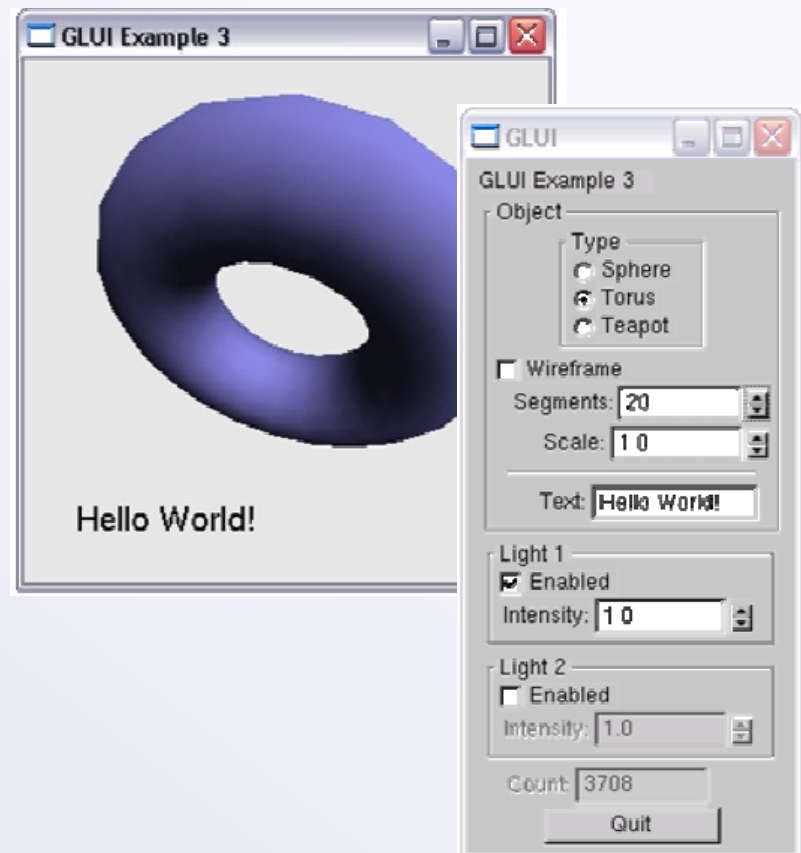 GLUI Example 3
Hello World!
GLUI
GLUI Example 3
Object
Type
Sphere
Torus
Teapot
Wireframe
Segments: 20
Scale: 1 0
Text: Hello World!
Light 1
Enabled
Intensity: 1 0
Light 2
Enabled
Intensity: 1.0
Count: 3708
Quit